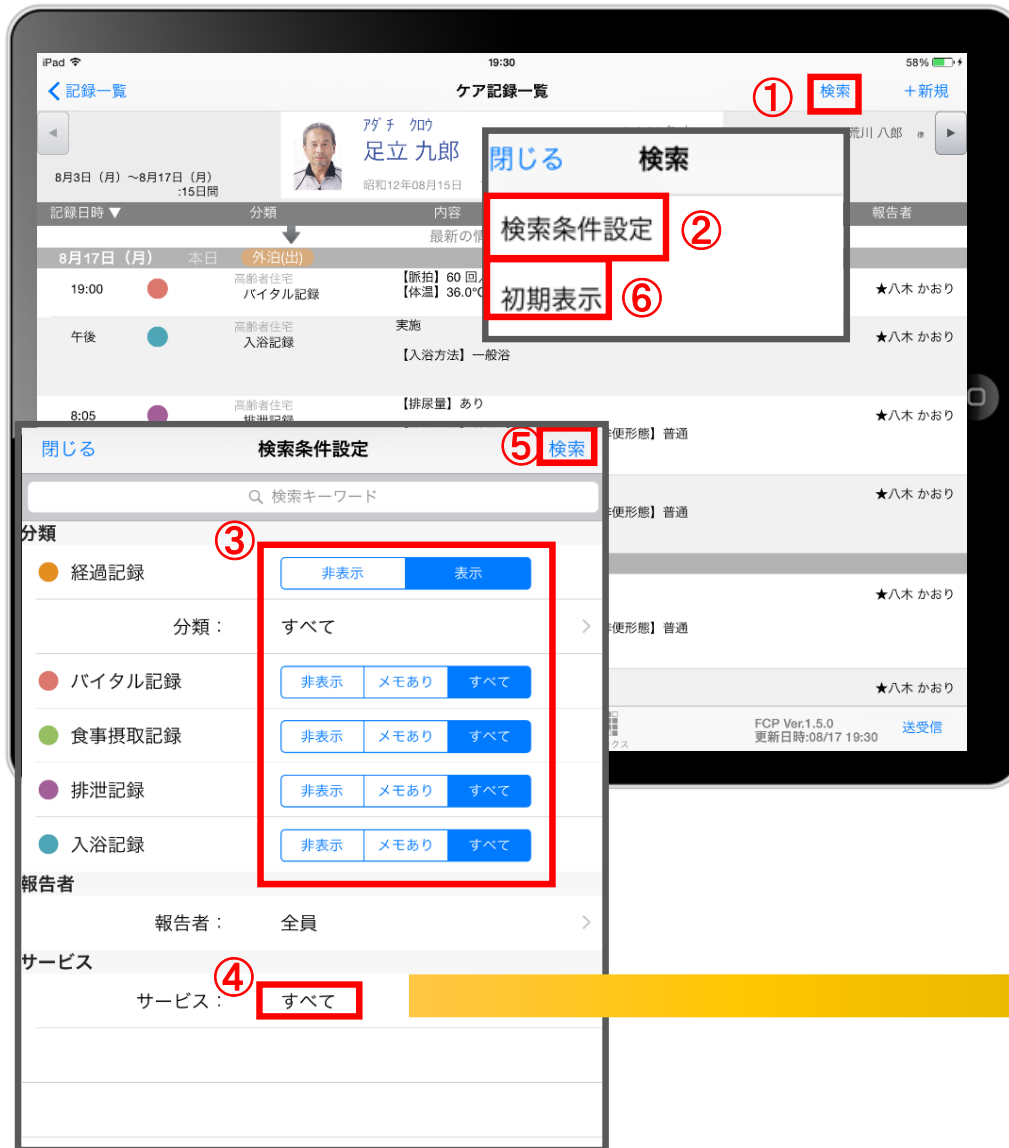 iPad 19:30 58%
記録一覧 ケア記録一覧 ① 検索 ＋新規
アダチ クロウ
足立 九郎
昭和12年08月15日
荒川 八郎 様
8月3日（月）～8月17日（月）
:15日間
閉じる 検索
検索条件設定 ②
初期表示 ⑥
記録日時▼ 分類 内容 報告者
最新の情
8月17日（月） 本日 外泊(出)
19:00 高齢者住宅 バイタル記録 【脈拍】60 回 ★八木 かおり
【体温】36.0℃
午後 高齢者住宅 入浴記録 実施 ★八木 かおり
【入浴方法】一般浴
8:05 高齢者住宅 排泄記録 【排尿量】あり ★八木 かおり
便形態】普通
★八木 かおり
便形態】普通
★八木 かおり
便形態】普通
★八木 かおり
FCP Ver.1.5.0
更新日時:08/17 19:30
送受信
クス
閉じる 検索条件設定 ⑤ 検索
検索キーワード
分類
③
経過記録 非表示 表示
分類： すべて
バイタル記録 非表示 メモあり すべて
食事摂取記録 非表示 メモあり すべて
排泄記録 非表示 メモあり すべて
入浴記録 非表示 メモあり すべて
報告者
報告者： 全員
サービス
④
サービス： すべて